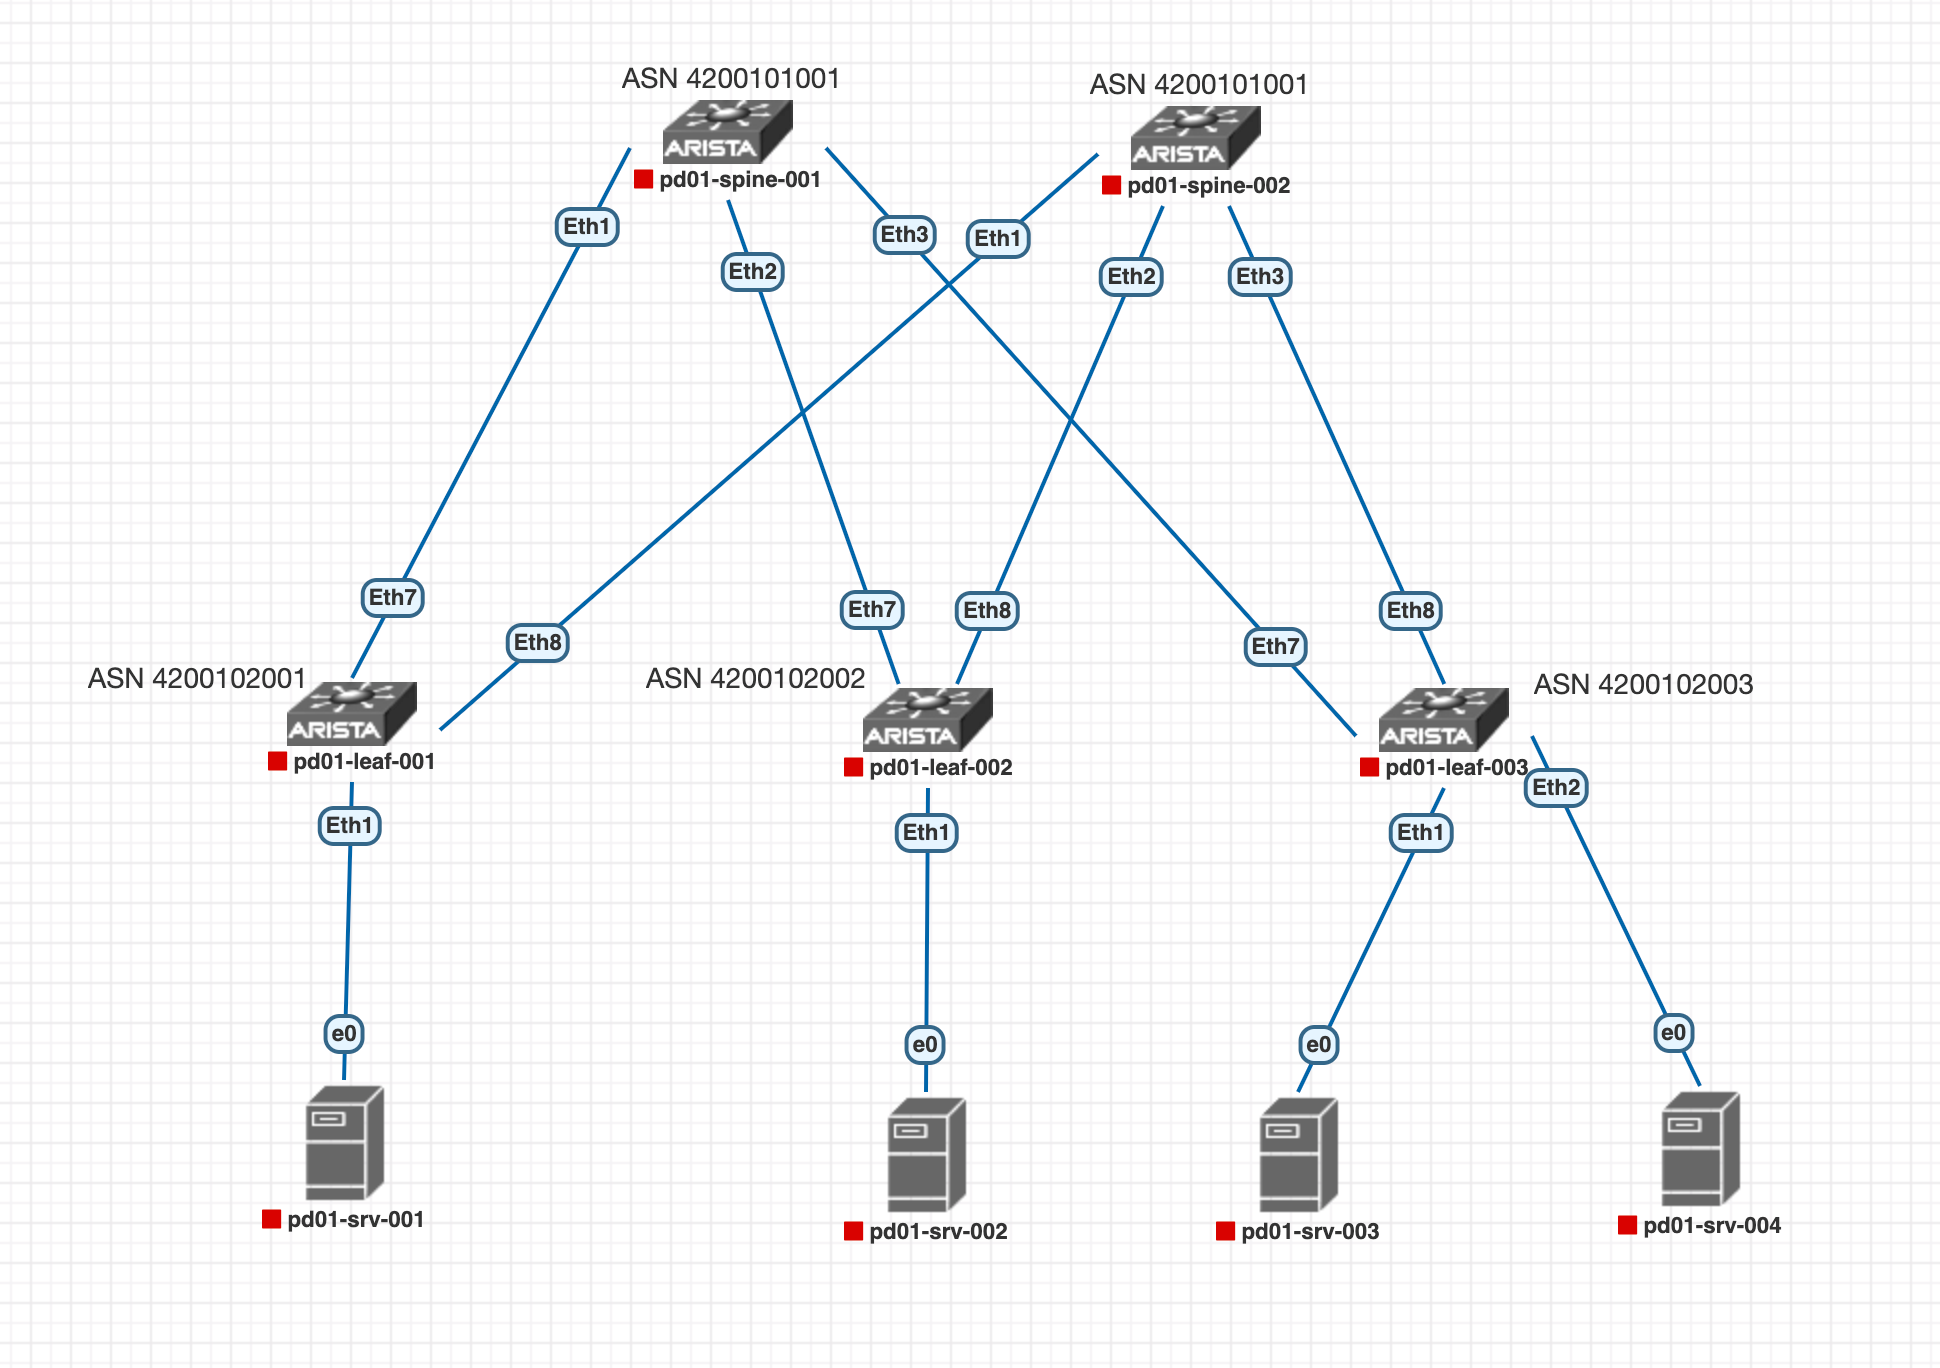 ASN 4200101001
ASN 4200101001
ARISTA
ARISTA
pd01-spine-001
pd01-spine-002
Eth1
Eth2
Eth3
Eth1
Eth2
Eth3
Eth7
Eth8
Eth7
Eth8
Eth7
Eth8
ASN 4200102001
ASN 4200102002
ASN 4200102003
ARISTA
ARISTA
ARISTA
pd01-leaf-001
pd01-leaf-002
pd01-leaf-003
Eth1
Eth1
Eth1
Eth2
e0
e0
e0
e0
pd01-srv-001
pd01-srv-002
pd01-srv-003
pd01-srv-004